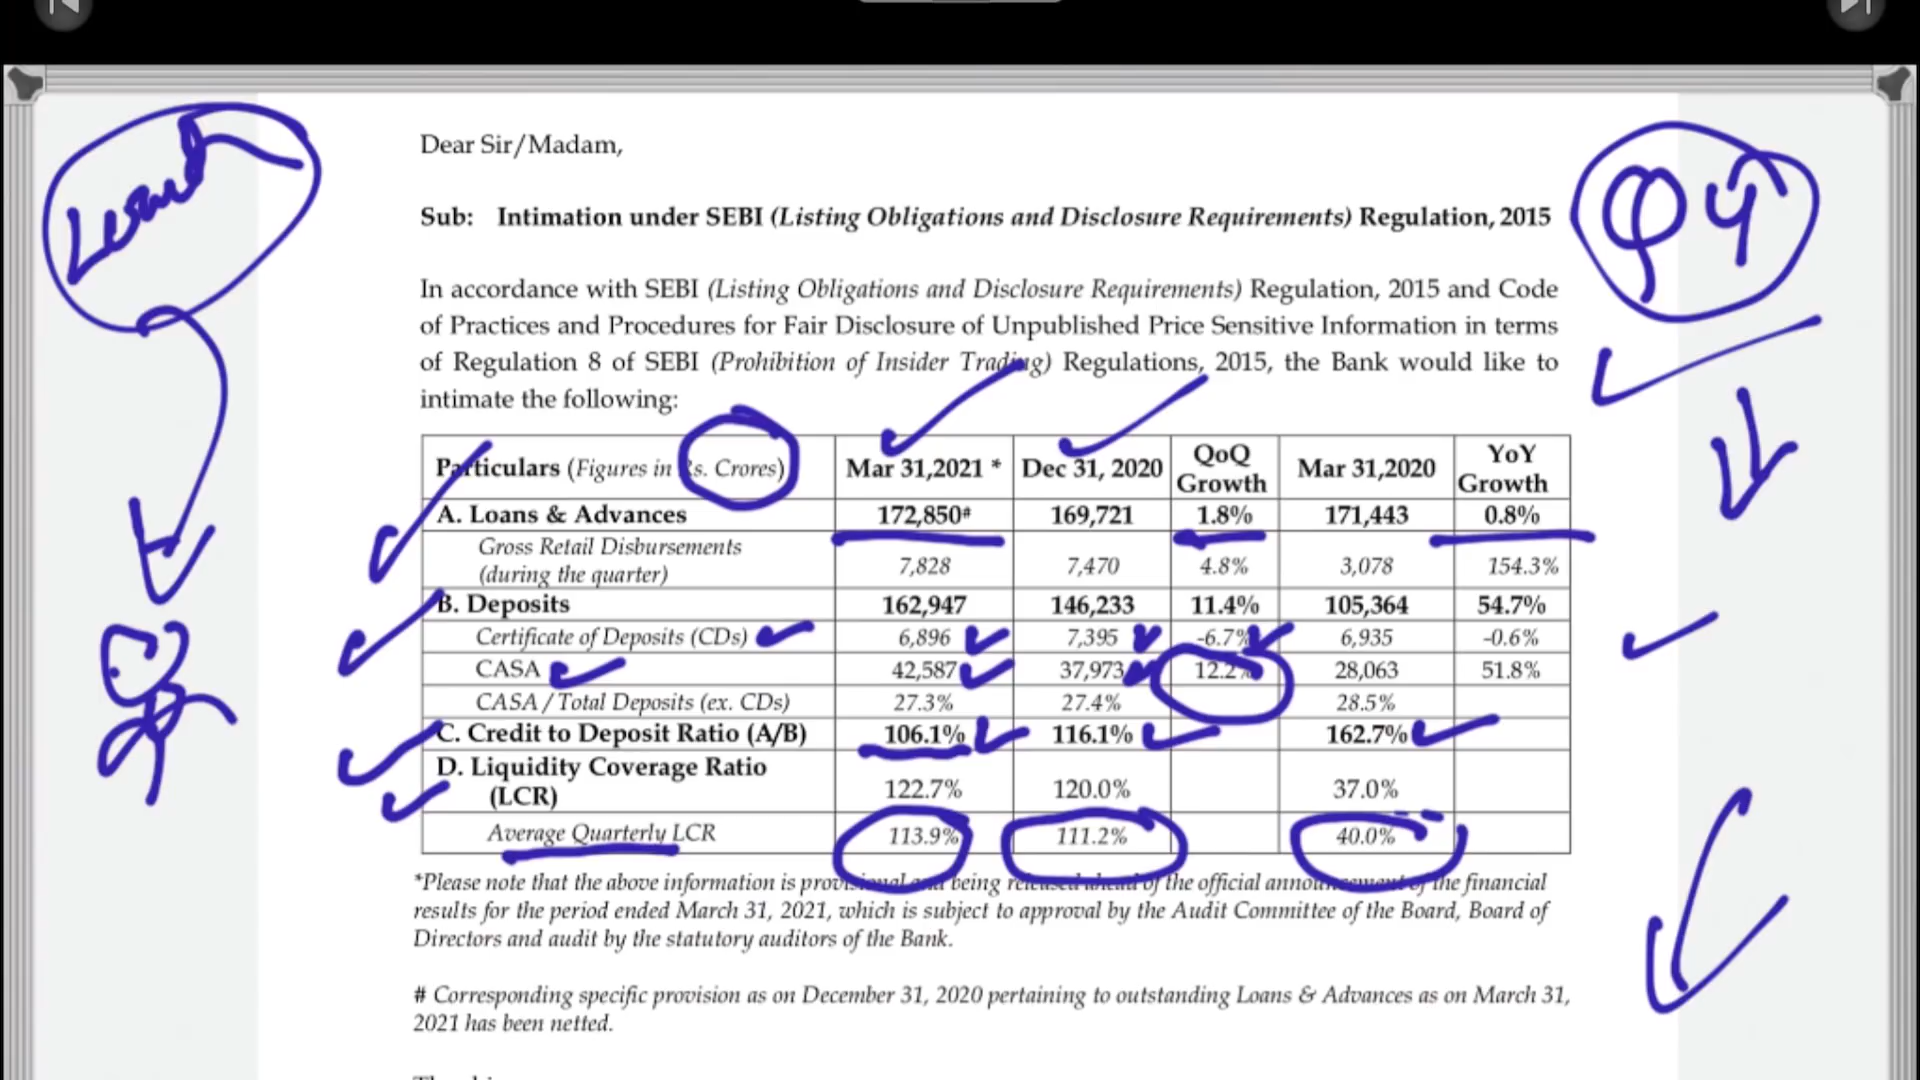 Dear Sir/Madam,
Sub: Intimation under SEBI (Listing Obligations and Disclosure Requirements) Regulation, 2015
In accordance with SEBI (Listing Obligations and Disclosure Requirements) Regulation, 2015 and Code
of Practices and Procedures for Fair Disclosure of Unpublished Price Sensitive Information in terms
of Regulation 8 of SEBI (Prohibition of Insider Trading) Regulations, 2015, the Bank would like to
intimate the following:
Q4
Particulars (Figures in Rs. Crores) Mar 31,2021 * Dec 31, 2020 QoQ Growth Mar 31,2020 YoY Growth
A. Loans & Advances 172,850# 169,721 1.8% 171,443 0.8%
Gross Retail Disbursements (during the quarter) 7,828 7,470 4.8% 3,078 154.3%
B. Deposits 162,947 146,233 11.4% 105,364 54.7%
Certificate of Deposits (CDs) 6,896 7,395 -6.7% 6,935 -0.6%
CASA 42,587 37,973 12.2% 28,063 51.8%
CASA / Total Deposits (ex. CDs) 27.3% 27.4% 28.5%
C. Credit to Deposit Ratio (A/B) 106.1% 116.1% 162.7%
D. Liquidity Coverage Ratio (LCR) 122.7% 120.0% 37.0%
Average Quarterly LCR 113.9% 111.2% 40.0%
*Please note that the above information is provisional and being released ahead of the official announcement of the financial
results for the period ended March 31, 2021, which is subject to approval by the Audit Committee of the Board, Board of
Directors and audit by the statutory auditors of the Bank.
# Corresponding specific provision as on December 31, 2020 pertaining to outstanding Loans & Advances as on March 31,
2021 has been netted.